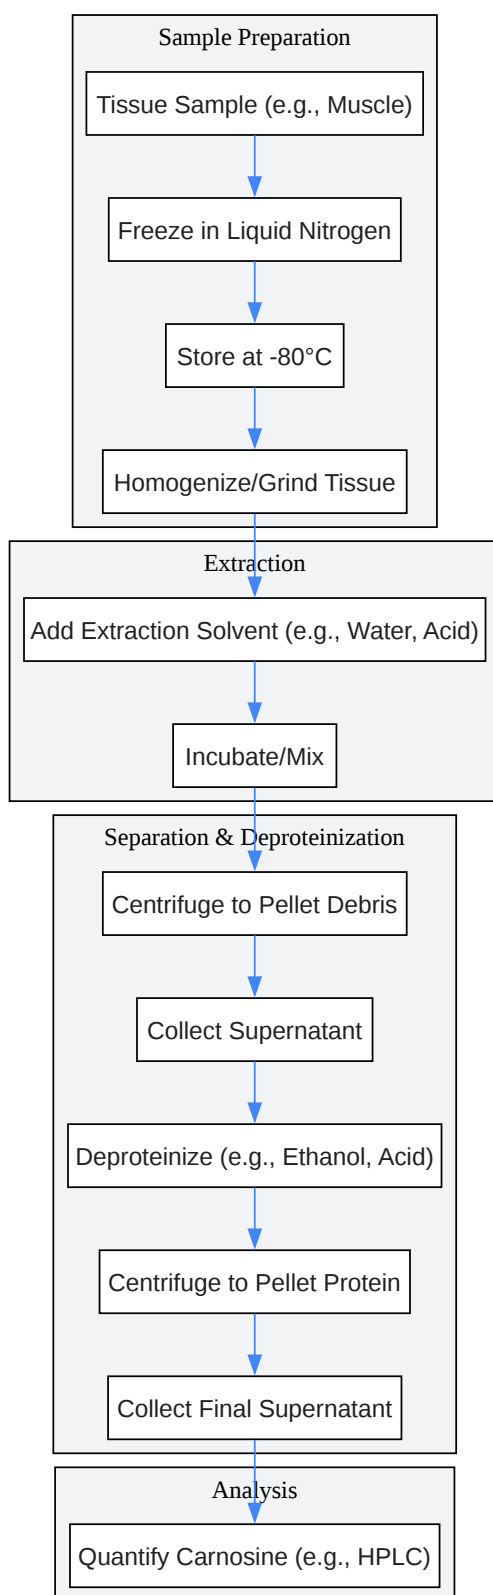 Sample Preparation
Tissue Sample (e.g., Muscle)
Freeze in Liquid Nitrogen
Store at -80°C
Homogenize/Grind Tissue
Extraction
Add Extraction Solvent (e.g., Water, Acid)
Incubate/Mix
Separation & Deproteinization
Centrifuge to Pellet Debris
Collect Supernatant
Deproteinize (e.g., Ethanol, Acid)
Centrifuge to Pellet Protein
Collect Final Supernatant
Analysis
Quantify Carnosine (e.g., HPLC)